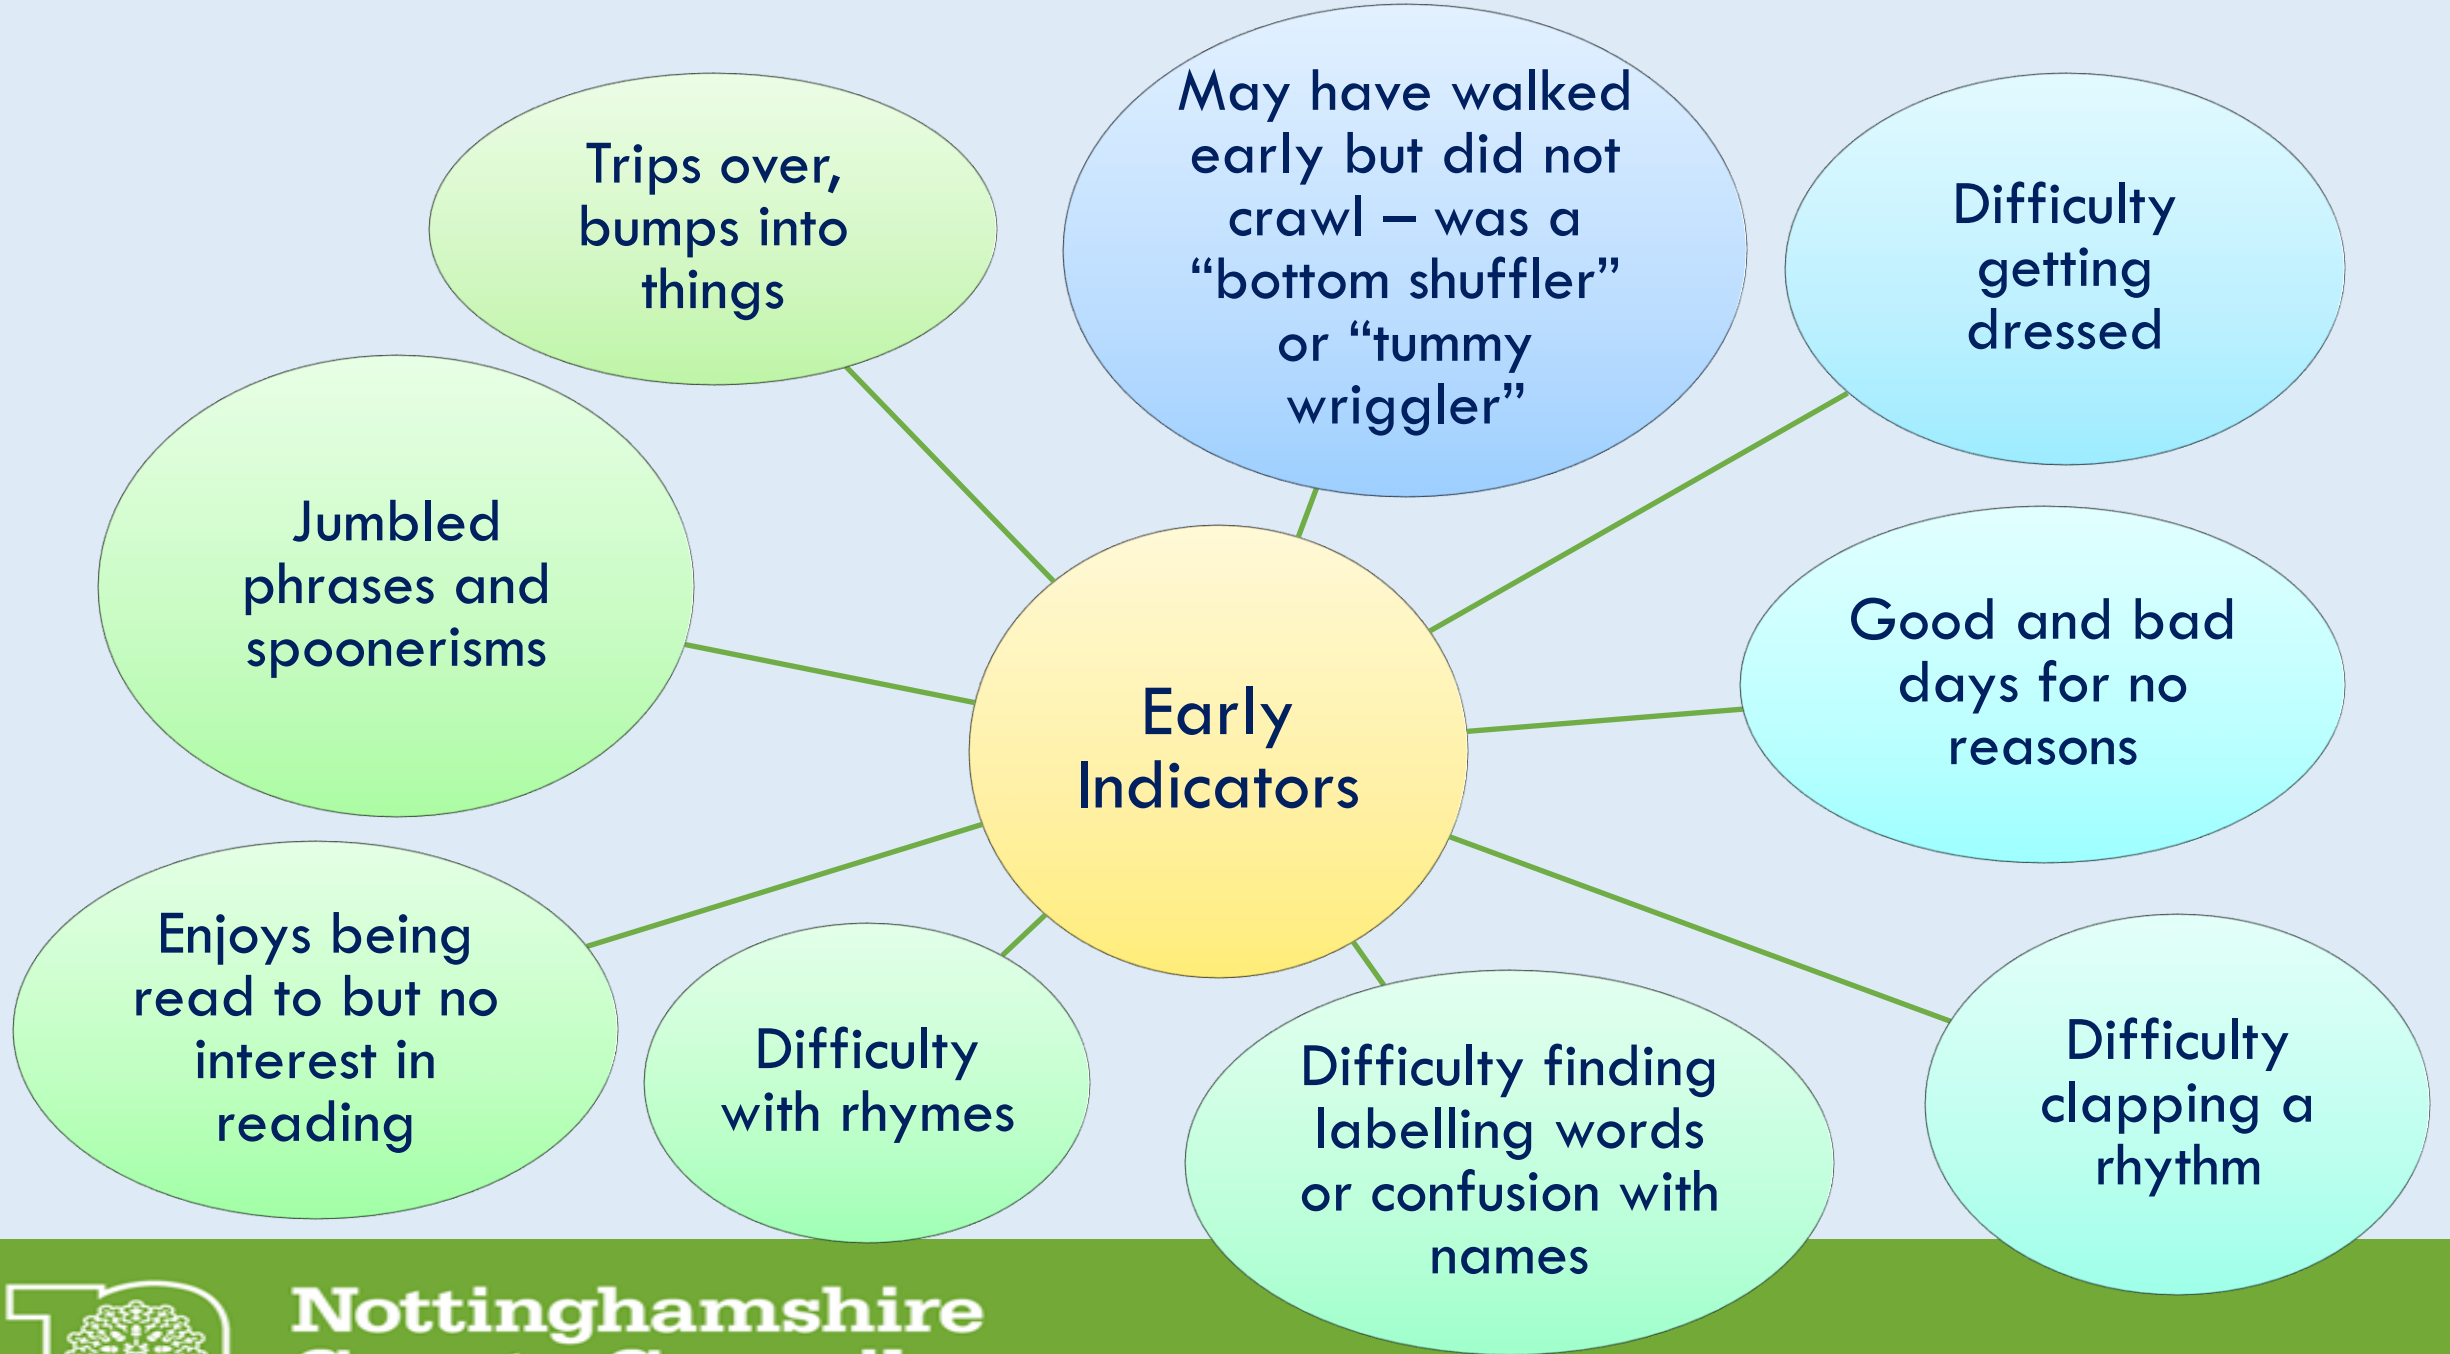 May have walked
early but did not
crawl – was a
“bottom shuffler”
or “tummy
wriggler”
Trips over,
bumps into
things
Difficulty
getting
dressed
Jumbled
phrases and
spoonerisms
Good and bad
days for no
reasons
Early
Indicators
Enjoys being
read to but no
interest in
reading
Difficulty
with rhymes
Difficulty finding
labelling words
or confusion with
names
Difficulty
clapping a
rhythm
Nottinghamshire